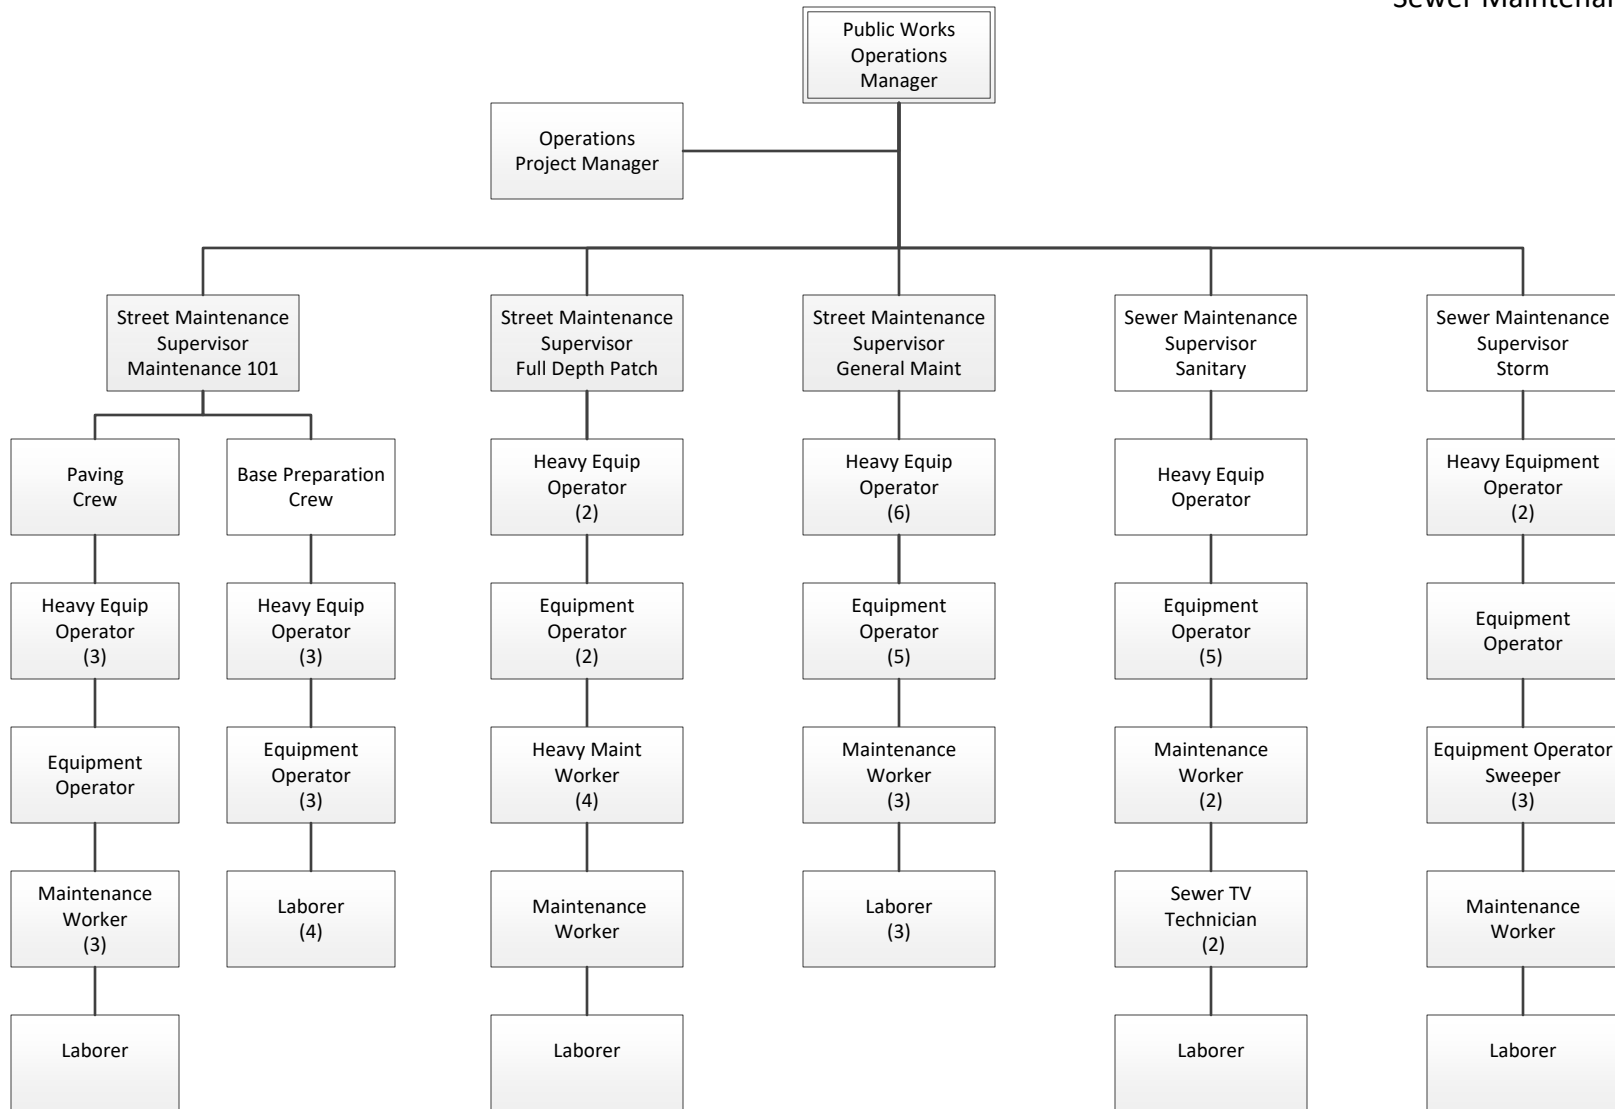 Sewer Maintenan
Public Works
Operations
Manager
Operations
Project Manager
Street Maintenance
Supervisor
Maintenance 101
Street Maintenance
Supervisor
Full Depth Patch
Street Maintenance
Supervisor
General Maint
Sewer Maintenance
Supervisor
Sanitary
Sewer Maintenance
Supervisor
Storm
Paving
Crew
Base Preparation
Crew
Heavy Equip
Operator
(2)
Heavy Equip
Operator
(6)
Heavy Equip
Operator
Heavy Equipment
Operator
(2)
Heavy Equip
Operator
(3)
Heavy Equip
Operator
(3)
Equipment
Operator
(2)
Equipment
Operator
(5)
Equipment
Operator
(5)
Equipment
Operator
Equipment
Operator
Equipment
Operator
(3)
Heavy Maint
Worker
(4)
Maintenance
Worker
(3)
Maintenance
Worker
(2)
Equipment Operator
Sweeper
(3)
Maintenance
Worker
(3)
Laborer
(4)
Maintenance
Worker
Laborer
(3)
Sewer TV
Technician
(2)
Maintenance
Worker
Laborer
Laborer
Laborer
Laborer